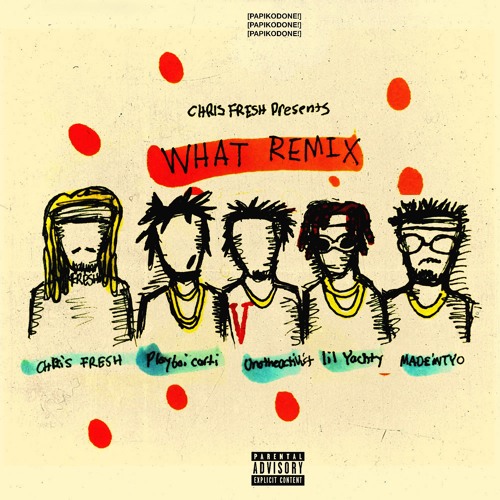 [PAPIKODONE!]
[PAPIKODONE!]
[PAPIKODONE!]
CHRIS FRESH Presents
WHAT REMIX
FRESH
V
CHRIS FRESH Playboi carti Onetheactivist lil Yachty MADEiNTYO
PARENTAL
ADVISORY
EXPLICIT CONTENT